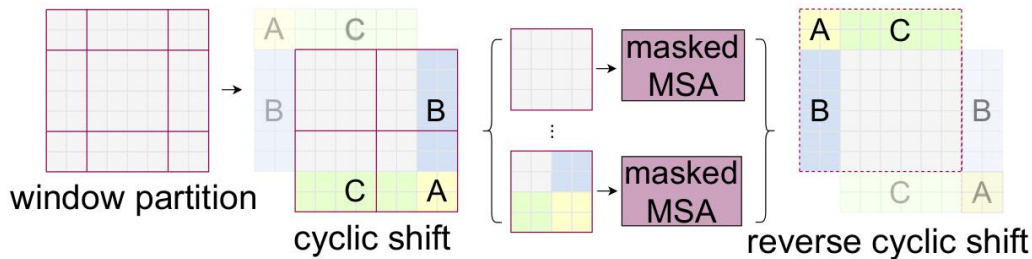 A C
B
B
C A
window partition
cyclic shift
masked
MSA
...
masked
MSA
A C
B B
C A
reverse cyclic shift